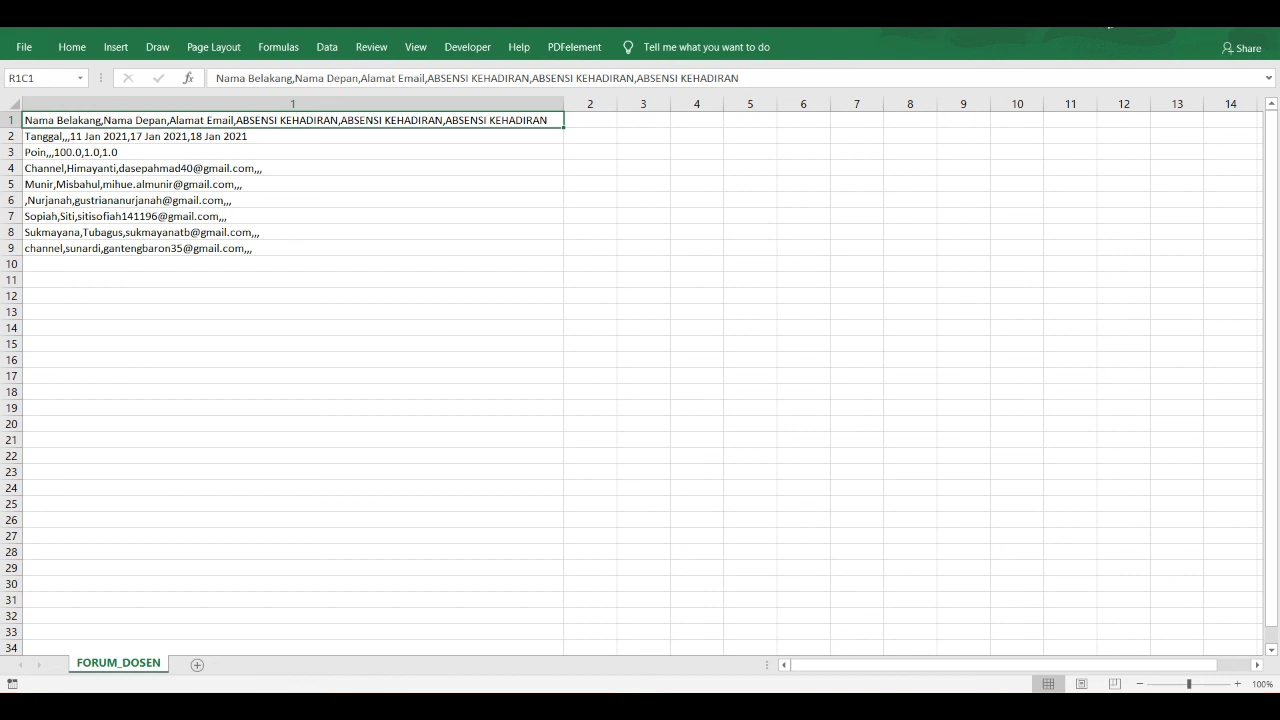 File Home Insert Draw Page Layout Formulas Data Review View Developer Help PDFelement Tell me what you want to do Share
R1C1 fx Nama Belakang,Nama Depan,Alamat Email,ABSENSI KEHADIRAN,ABSENSI KEHADIRAN,ABSENSI KEHADIRAN
1 2 3 4 5 6 7 8 9 10 11 12 13 14
1 Nama Belakang,Nama Depan,Alamat Email,ABSENSI KEHADIRAN,ABSENSI KEHADIRAN,ABSENSI KEHADIRAN
2 Tanggal,,,11 Jan 2021,17 Jan 2021,18 Jan 2021
3 Poin,,,100.0,1.0,1.0
4 Channel,Himayanti,dasepahmad40@gmail.com,,,
5 Munir,Misbahul,mihue.almunir@gmail.com,,,
6 ,Nurjanah,gustriananurjanah@gmail.com,,,
7 Sopiah,Siti,sitisofiah141196@gmail.com,,,
8 Sukmayana,Tubagus,sukmayanatb@gmail.com,,,
9 channel,sunardi,gantengbaron35@gmail.com,,,
10
11
12
13
14
15
16
17
18
19
20
21
22
23
24
25
26
27
28
29
30
31
32
33
34
FORUM_DOSEN
100%